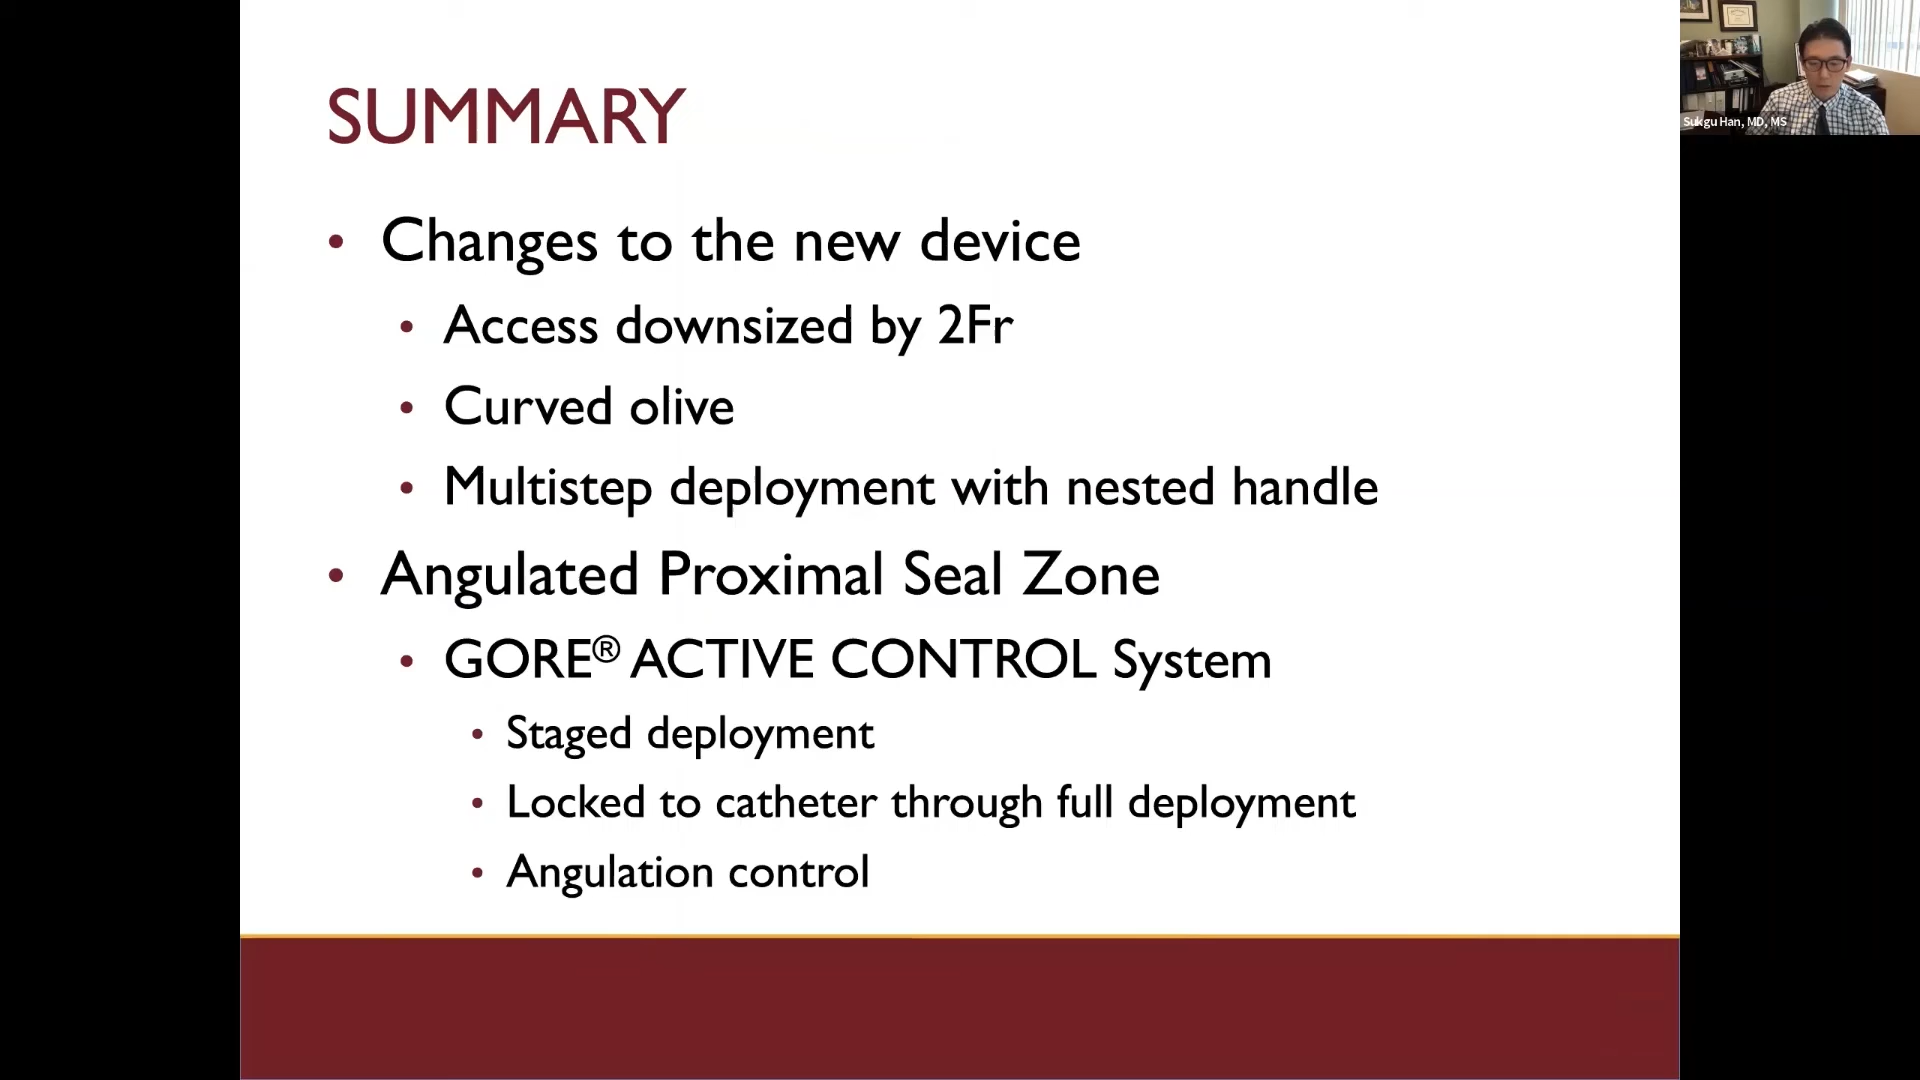 SUMMARY
• Changes to the new device
• Access downsized by 2Fr
• Curved olive
• Multistep deployment with nested handle
• Angulated Proximal Seal Zone
• GORE® ACTIVE CONTROL System
• Staged deployment
• Locked to catheter through full deployment
• Angulation control
Sukgu Han, MD, MS